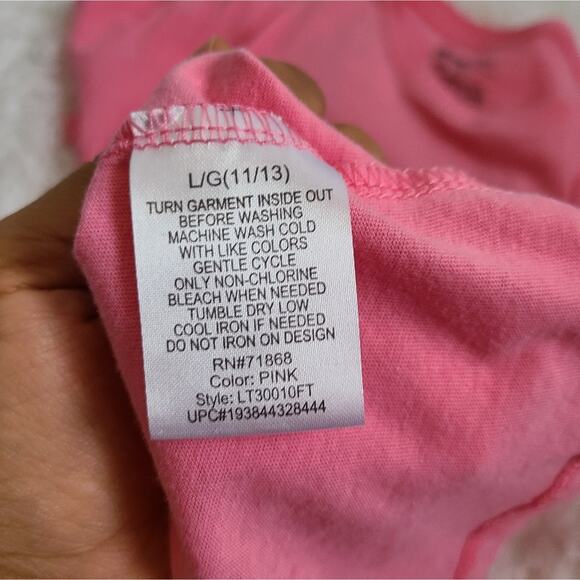 L/G(11/13)
TURN GARMENT INSIDE OUT
BEFORE WASHING
MACHINE WASH COLD
WITH LIKE COLORS
GENTLE CYCLE
ONLY NON-CHLORINE
BLEACH WHEN NEEDED
TUMBLE DRY LOW
COOL IRON IF NEEDED
DO NOT IRON ON DESIGN
RN#71868
Color: PINK
Style: LT30010FT
UPC#193844328444